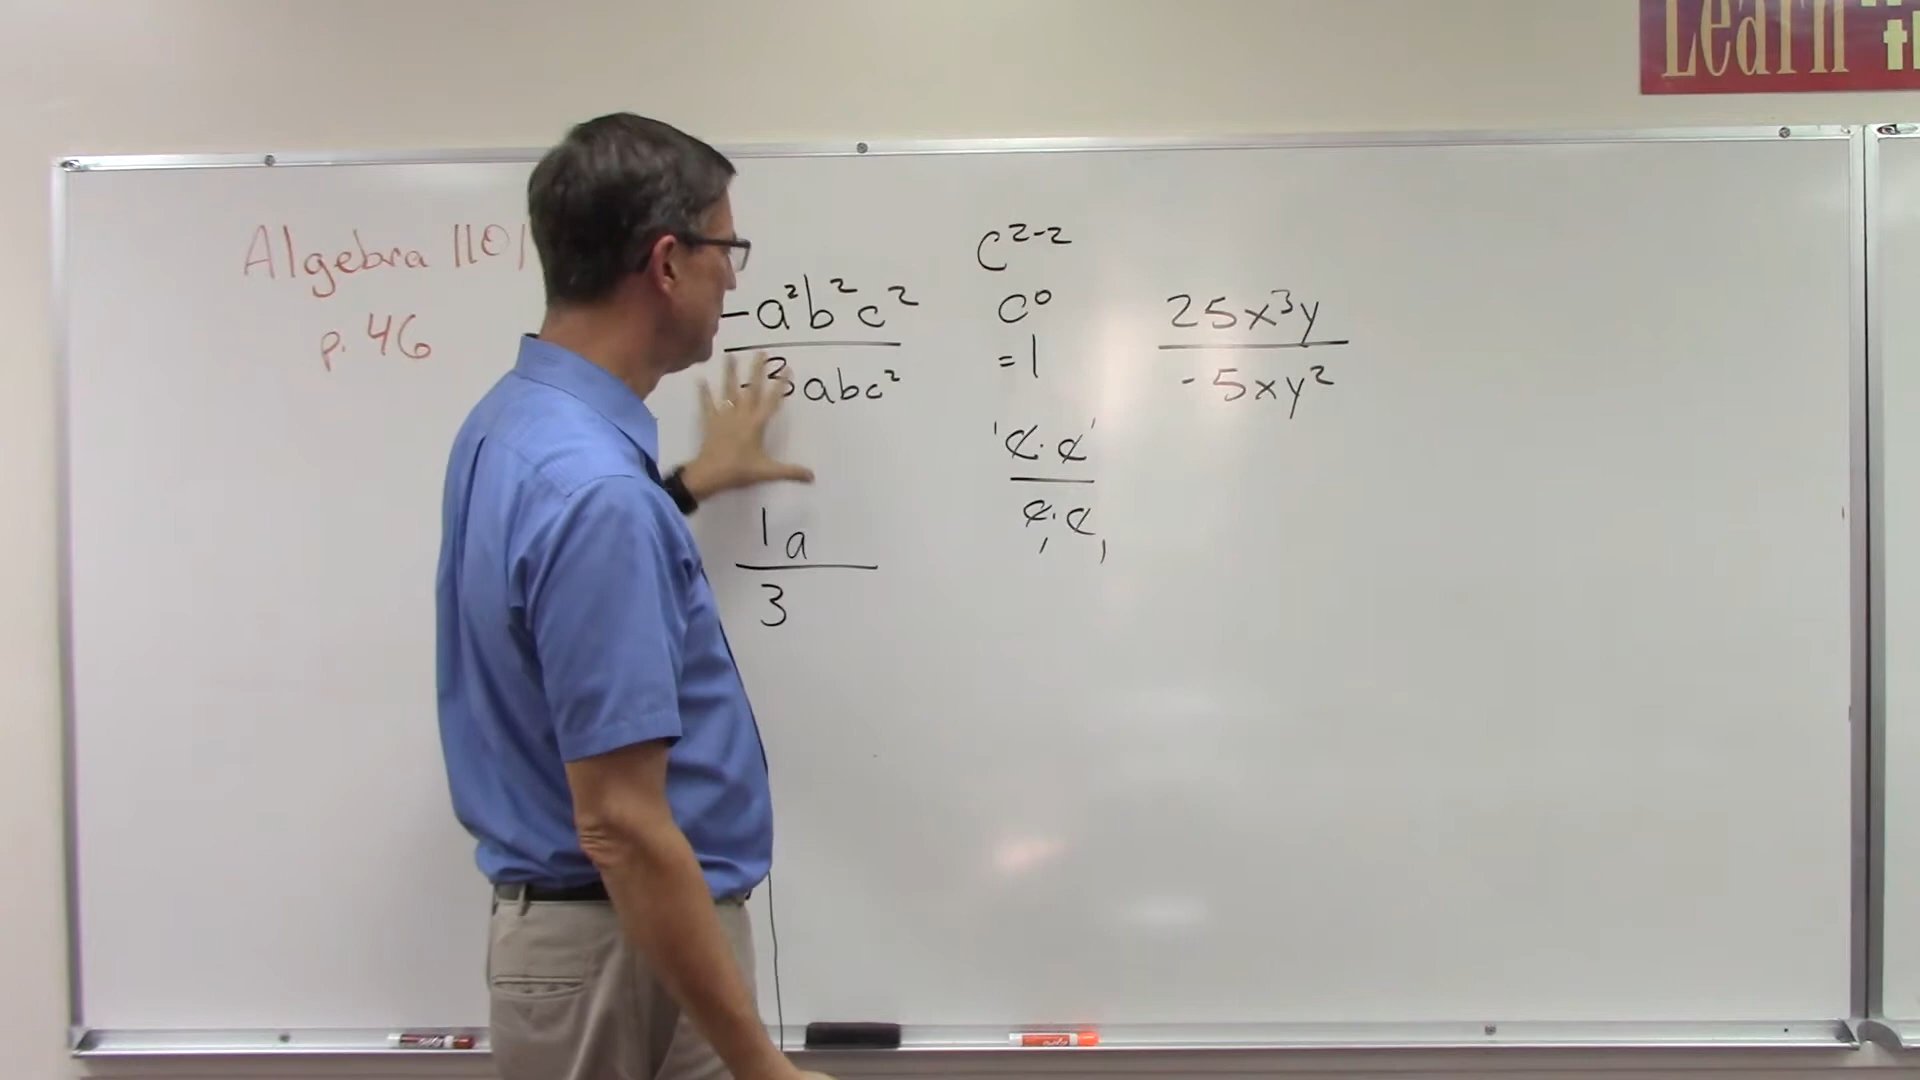 Learn
Algebra 1101
p. 46
-a²b²c²
-3abc²
1a
3
c²⁻²
c⁰
=1
'c·c'
c·c
25x³y
-5xy²